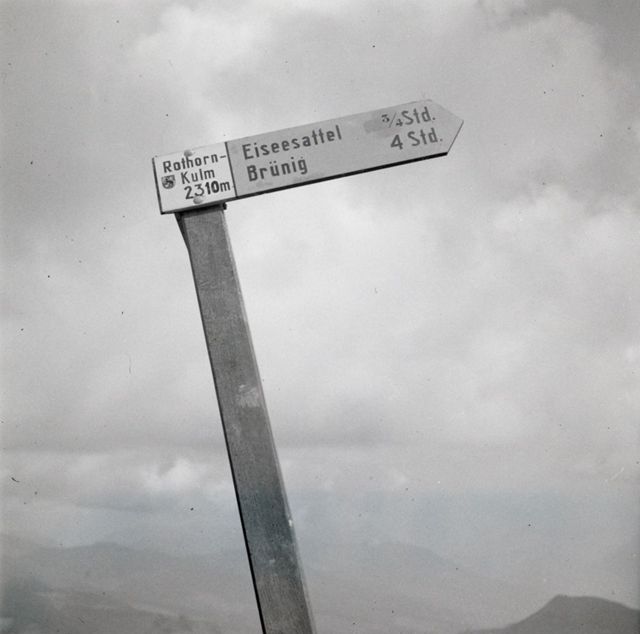 Rothorn-
Kulm
2310m.
Eiseesattel 3/4 Std.
Brünig 4 Std.